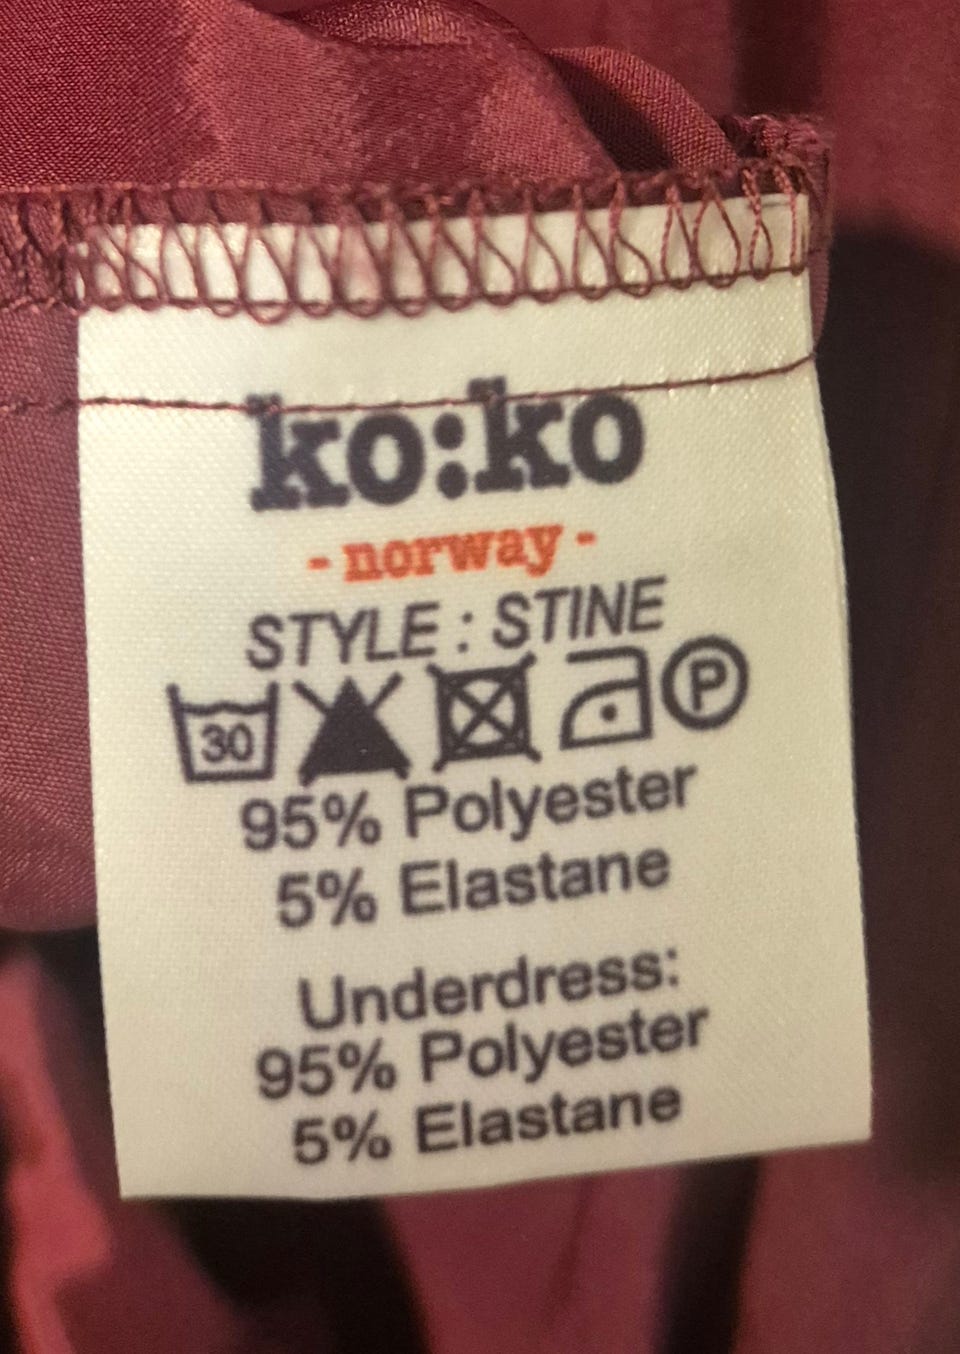 ko:ko
- norway -
STYLE : STINE
30 P
95% Polyester
5% Elastane
Underdress:
95% Polyester
5% Elastane